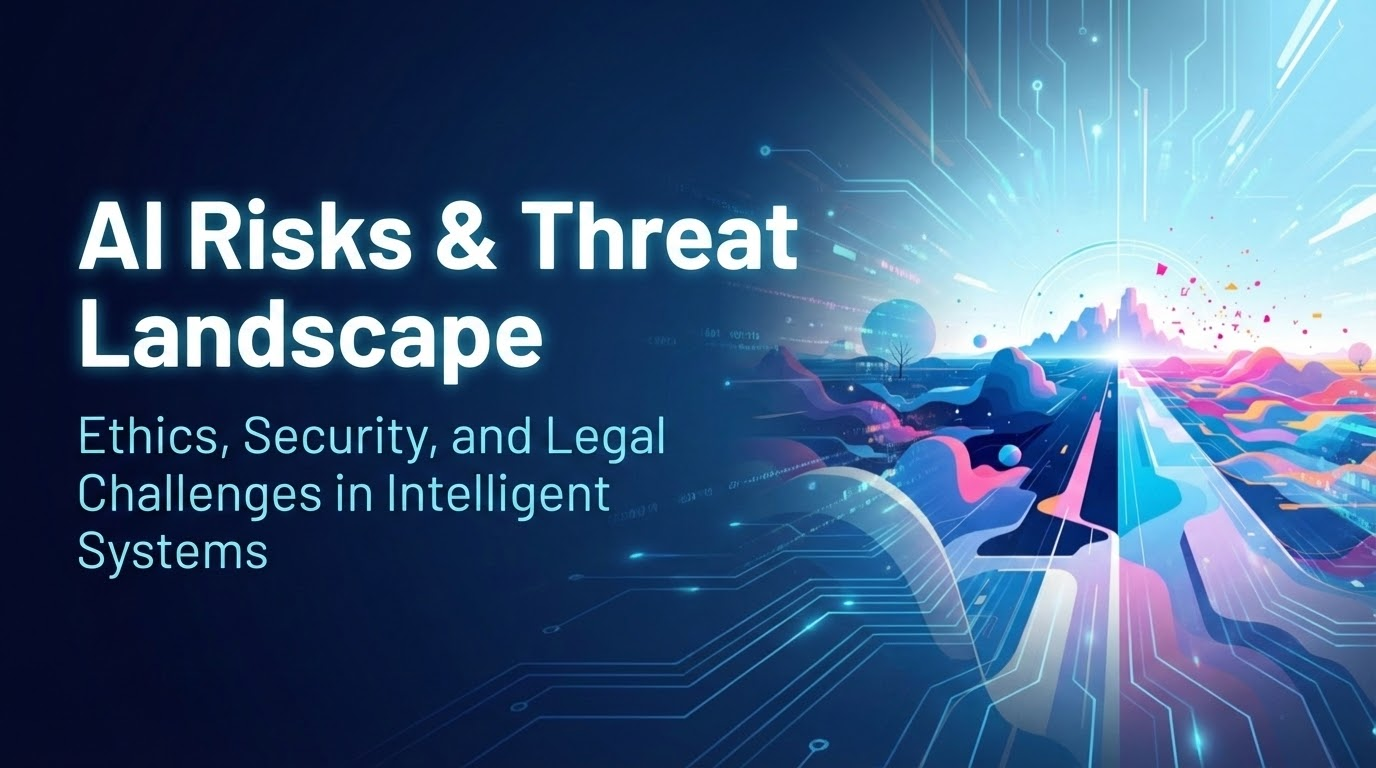 AI Risks & Threat
Landscape
Ethics, Security, and Legal
Challenges in Intelligent
Systems